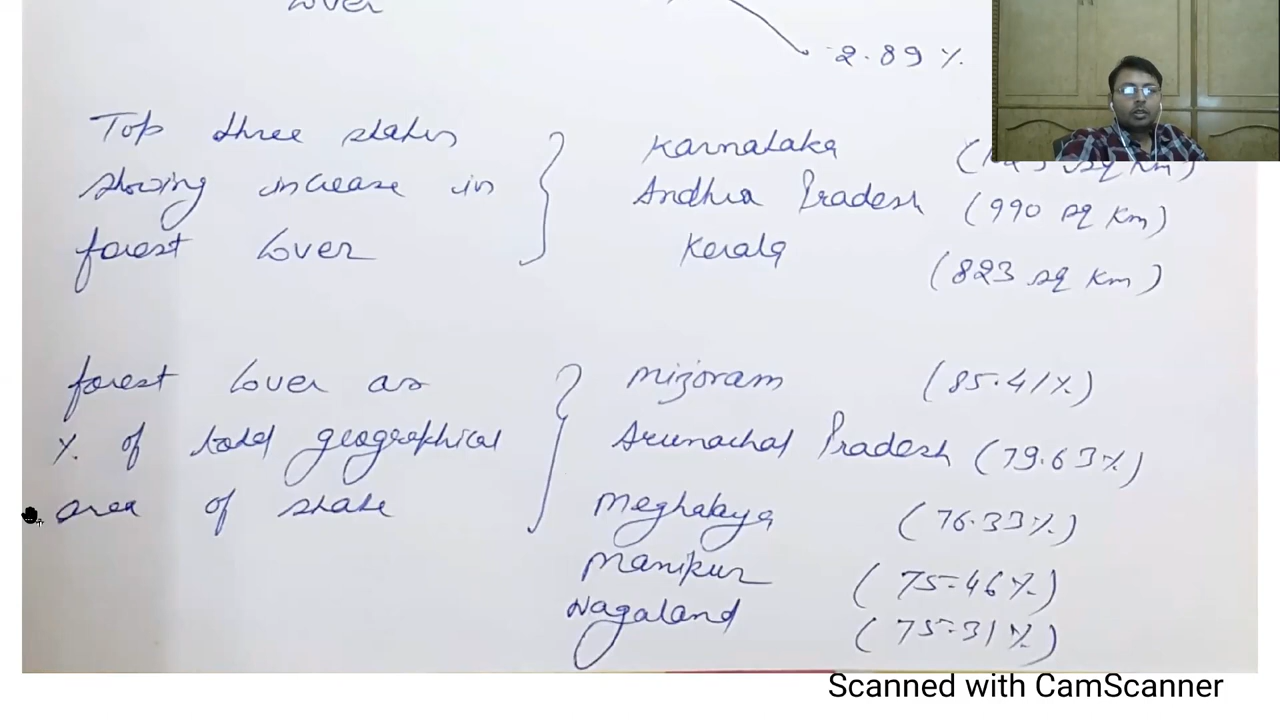 Cover
2.89 %
Top three states
showing increase in
forest Cover
Karnataka
Andhra Pradesh (990 sq Km)
Kerala (823 sq Km)
forest Cover as
% of total geographical
area of state
Mizoram (85.41%)
Arunachal Pradesh (79.63%)
Meghalaya (76.33%)
Manipur (75.46%)
Nagaland (75.31%)
Scanned with CamScanner